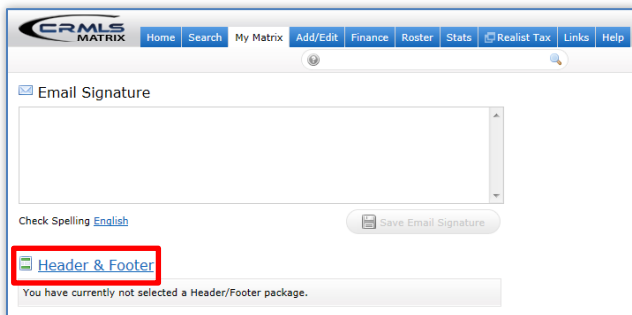 CRMLS
MATRIX
Home Search My Matrix Add/Edit Finance Roster Stats Realist Tax Links Help
Email Signature
Check Spelling English
Save Email Signature
Header & Footer
You have currently not selected a Header/Footer package.